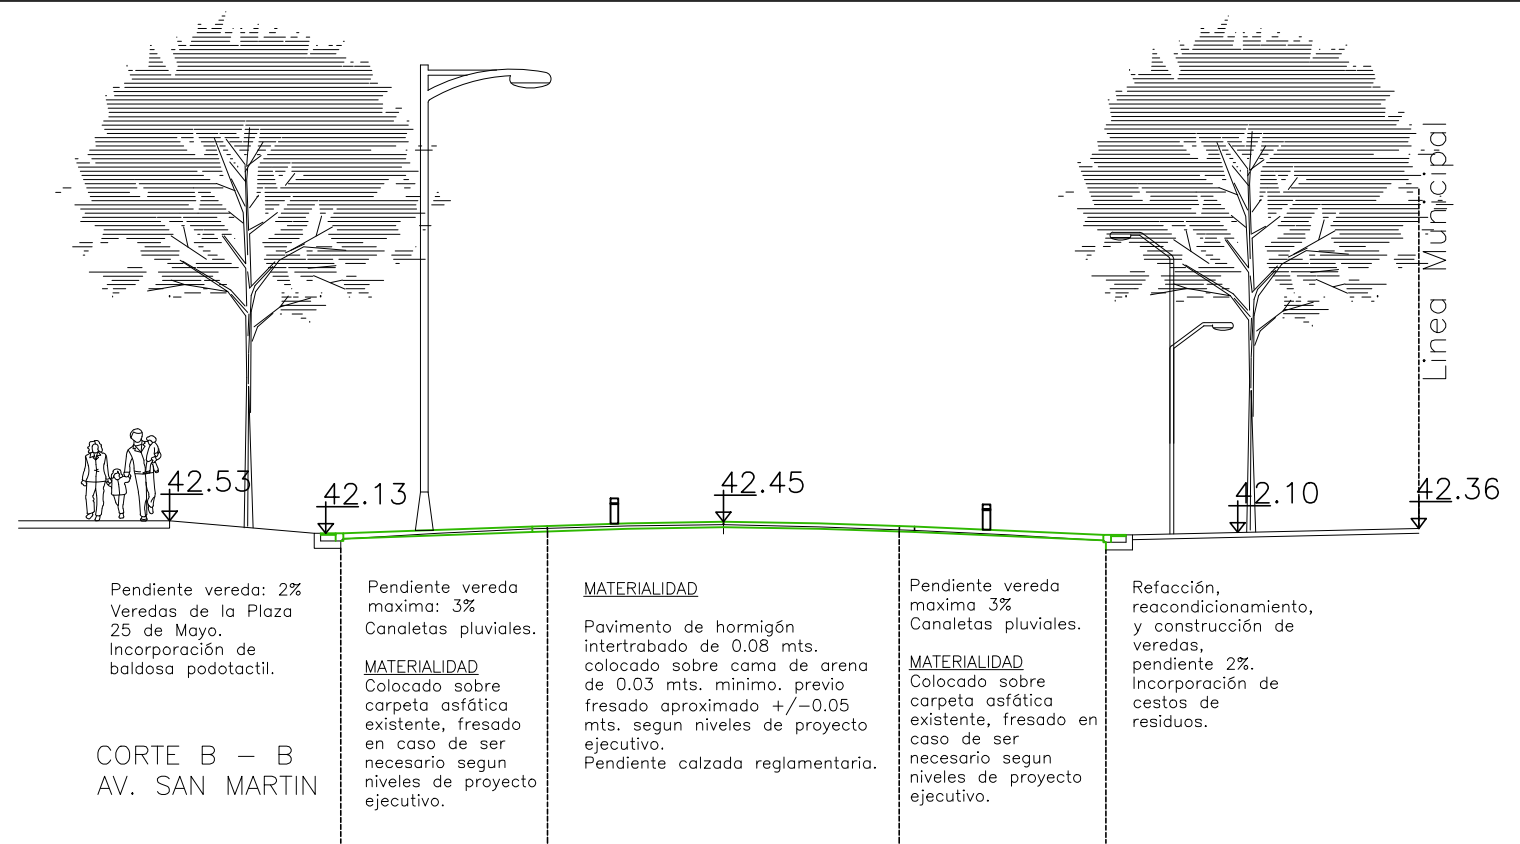 Linea Municipal
42.53
42.13
42.45
42.10
42.36
Pendiente vereda: 2%
Veredas de la Plaza
25 de Mayo.
Incorporación de
baldosa podotactil.
Pendiente vereda
maxima: 3%
Canaletas pluviales.
MATERIALIDAD
Colocado sobre
carpeta asfática
existente, fresado
en caso de ser
necesario segun
niveles de proyecto
ejecutivo.
MATERIALIDAD
Pavimento de hormigón
intertrabado de 0.08 mts.
colocado sobre cama de arena
de 0.03 mts. minimo. previo
fresado aproximado +/-0.05
mts. segun niveles de proyecto
ejecutivo.
Pendiente calzada reglamentaria.
Pendiente vereda
maxima 3%
Canaletas pluviales.
MATERIALIDAD
Colocado sobre
carpeta asfática
existente, fresado en
caso de ser
necesario segun
niveles de proyecto
ejecutivo.
Refacción,
reacondicionamiento,
y construcción de
veredas,
pendiente 2%.
Incorporación de
cestos de
residuos.
CORTE B - B
AV. SAN MARTIN